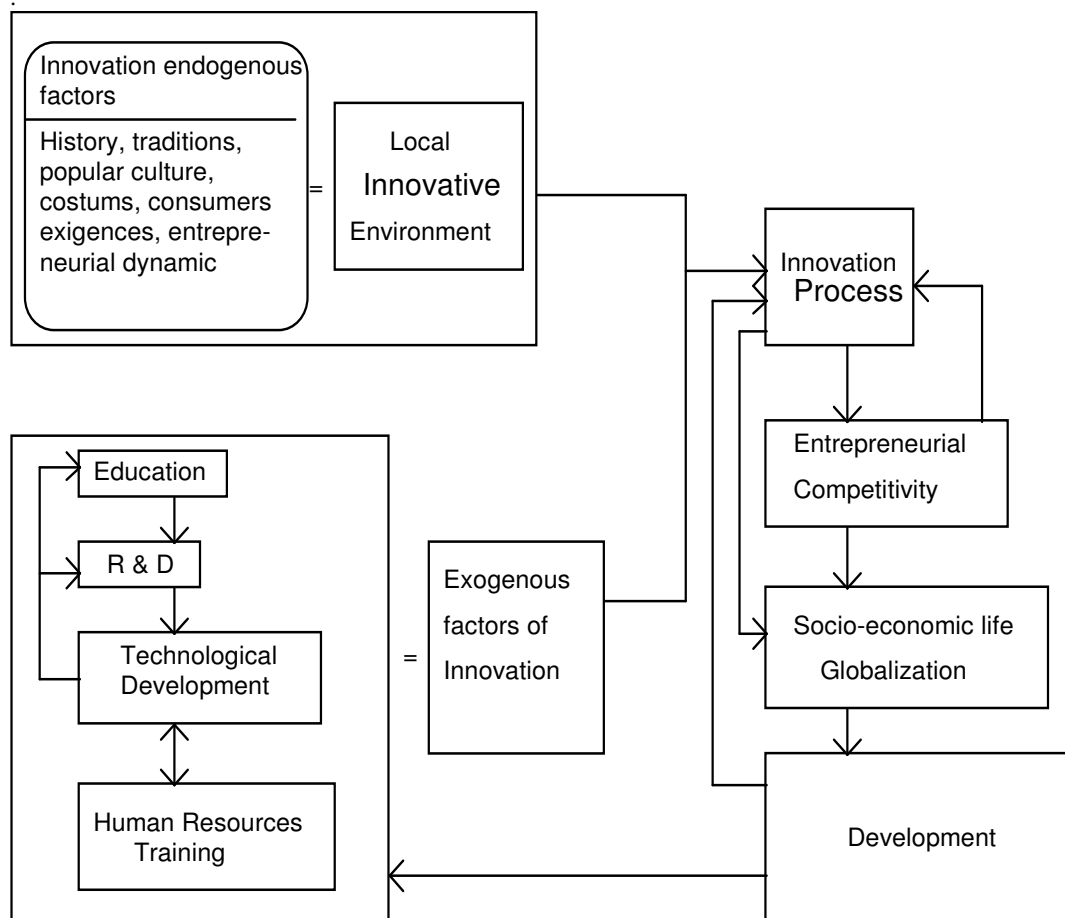 .
Innovation endogenous
factors
History, traditions,
popular culture,
costums, consumers
exigences, entrepre-
neurial dynamic
=
Local
Innovative
Environment
Innovation
Process
Entrepreneurial
Competitivity
Socio-economic life
Globalization
Development
Education
R & D
Technological
Development
Human Resources
Training
=
Exogenous
factors of
Innovation